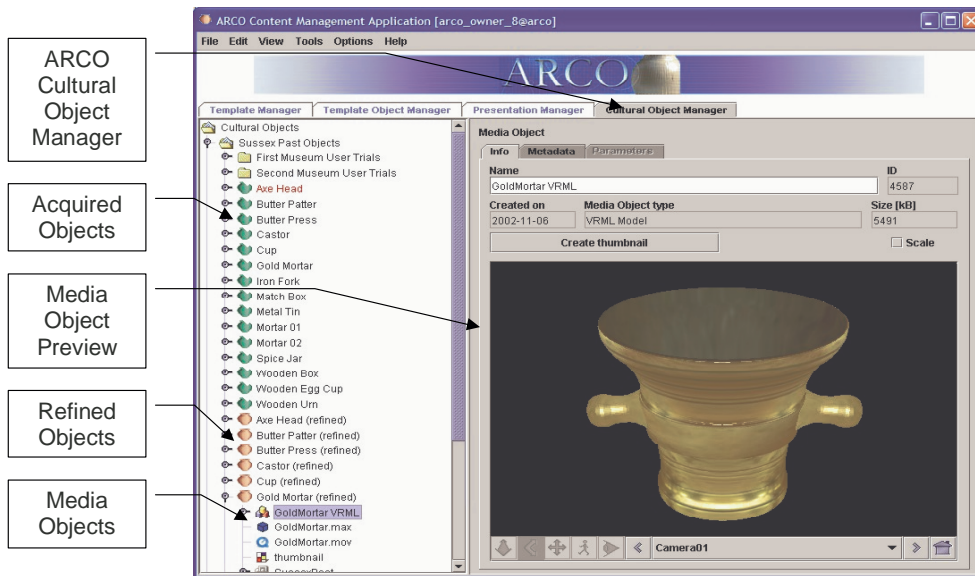 ARCO Content Management Application [arco_owner_8@arco]
File Edit View Tools Options Help
ARCO
Template Manager Template Object Manager Presentation Manager Cultural Object Manager
ARCO
Cultural
Object
Manager
Acquired
Objects
Media
Object
Preview
Refined
Objects
Media
Objects
Cultural Objects
Sussex Past Objects
First Museum User Trials
Second Museum User Trials
Axe Head
Butter Patter
Butter Press
Castor
Cup
Gold Mortar
Iron Fork
Match Box
Metal Tin
Mortar 01
Mortar 02
Spice Jar
Wooden Box
Wooden Egg Cup
Wooden Urn
Axe Head (refined)
Butter Patter (refined)
Butter Press (refined)
Castor (refined)
Cup (refined)
Gold Mortar (refined)
GoldMortar VRML
GoldMortar.max
GoldMortar.mov
thumbnail
Media Object
Info Metadata Parameters
Name ID
GoldMortar VRML 4587
Created on Media Object type Size [kB]
2002-11-06 VRML Model 5491
Create thumbnail Scale
Camera01